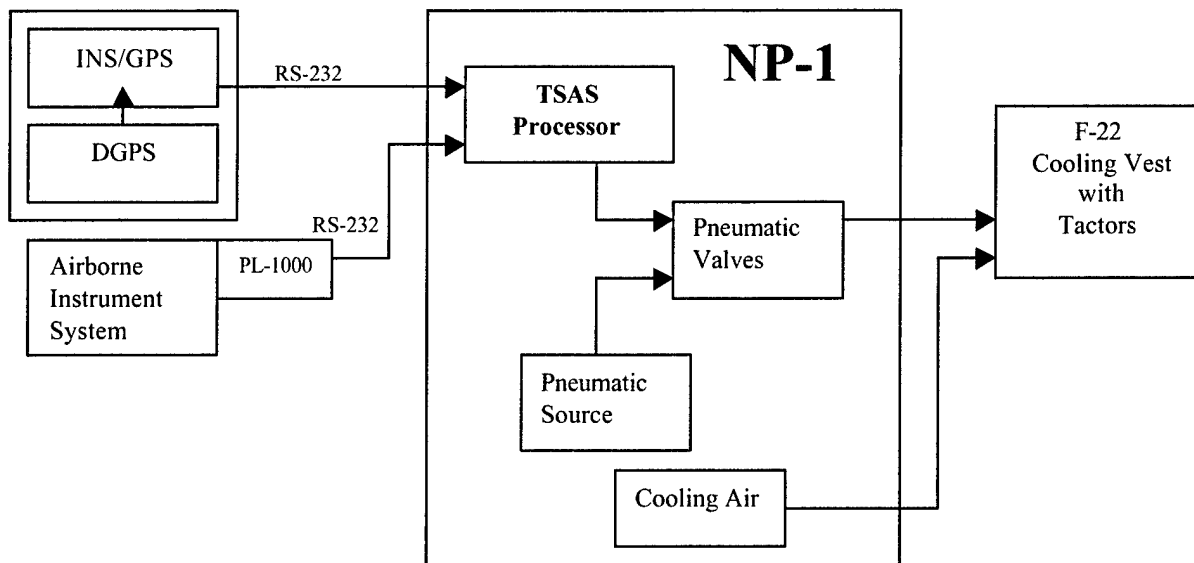 INS/GPS
DGPS
RS-232
RS-232
Airborne
Instrument
System
PL-1000
NP-1
TSAS
Processor
Pneumatic
Valves
Pneumatic
Source
Cooling Air
F-22
Cooling Vest
with
Tactors